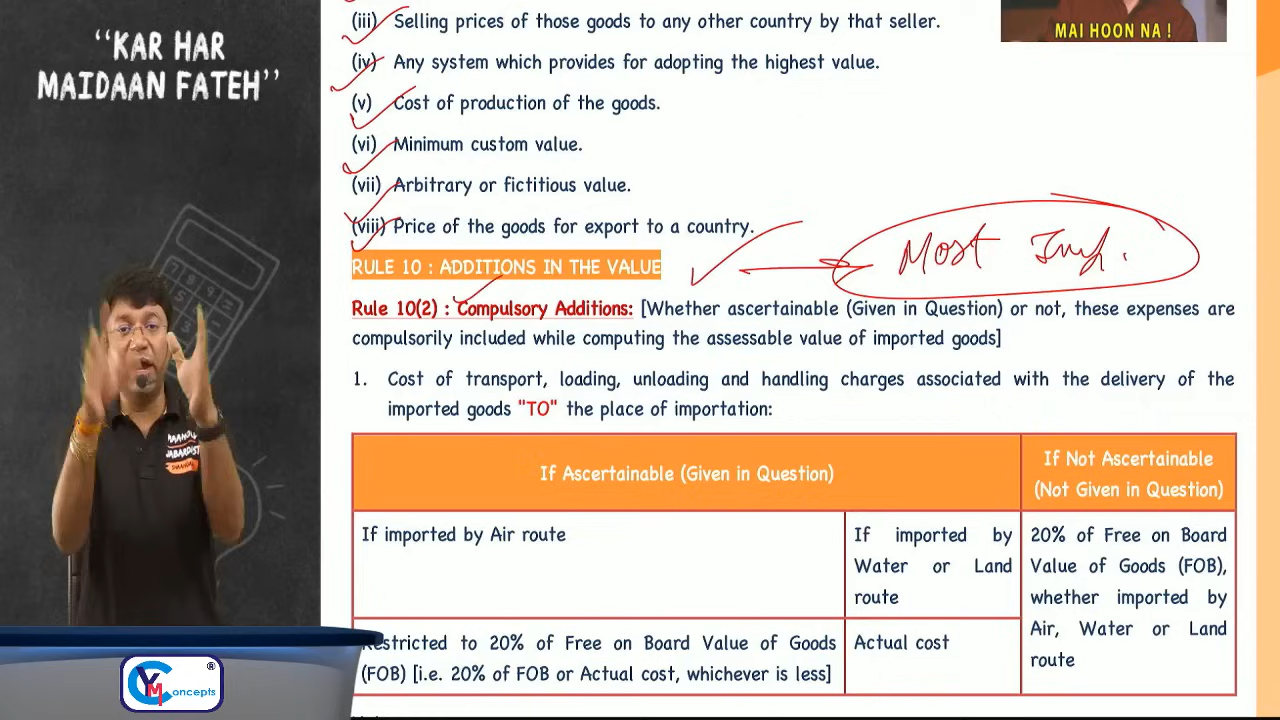 “KAR HAR
MAIDAAN FATEH”
MAI HOON NA !
(iii) Selling prices of those goods to any other country by that seller.
(iv) Any system which provides for adopting the highest value.
(v) Cost of production of the goods.
(vi) Minimum custom value.
(vii) Arbitrary or fictitious value.
(viii) Price of the goods for export to a country.
RULE 10 : ADDITIONS IN THE VALUE
Most Imp.
Rule 10(2) : Compulsory Additions: [Whether ascertainable (Given in Question) or not, these expenses are
compulsorily included while computing the assessable value of imported goods]
1. Cost of transport, loading, unloading and handling charges associated with the delivery of the
imported goods "TO" the place of importation:
If Ascertainable (Given in Question)
If Not Ascertainable
(Not Given in Question)
If imported by Air route
If imported by
Water or Land
route
20% of Free on Board
Value of Goods (FOB),
whether imported by
Air, Water or Land
route
Restricted to 20% of Free on Board Value of Goods
(FOB) [i.e. 20% of FOB or Actual cost, whichever is less]
Actual cost
JABARDAST
YM Concepts ®